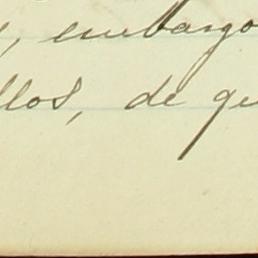 , embargo
llos, de qu